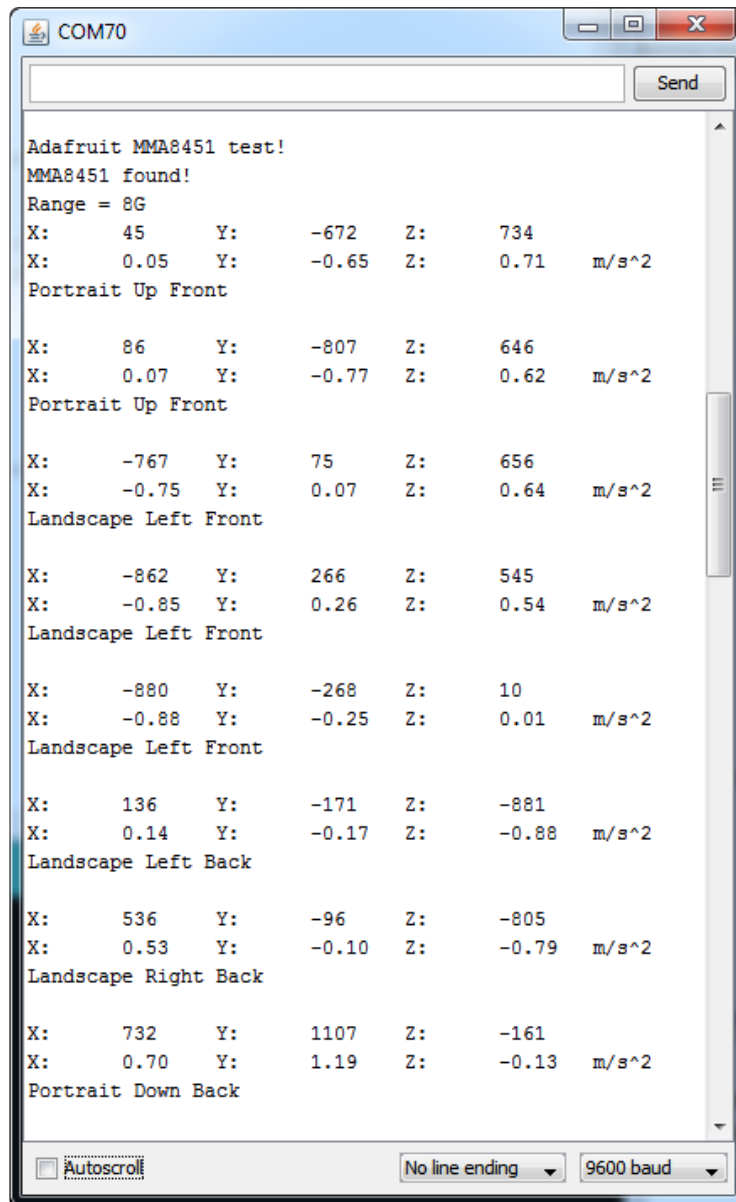 COM70
Send
Adafruit MMA8451 test!
MMA8451 found!
Range = 8G
X: 45 Y: -672 Z: 734
X: 0.05 Y: -0.65 Z: 0.71 m/s^2
Portrait Up Front
X: 86 Y: -807 Z: 646
X: 0.07 Y: -0.77 Z: 0.62 m/s^2
Portrait Up Front
X: -767 Y: 75 Z: 656
X: -0.75 Y: 0.07 Z: 0.64 m/s^2
Landscape Left Front
X: -862 Y: 266 Z: 545
X: -0.85 Y: 0.26 Z: 0.54 m/s^2
Landscape Left Front
X: -880 Y: -268 Z: 10
X: -0.88 Y: -0.25 Z: 0.01 m/s^2
Landscape Left Front
X: 136 Y: -171 Z: -881
X: 0.14 Y: -0.17 Z: -0.88 m/s^2
Landscape Left Back
X: 536 Y: -96 Z: -805
X: 0.53 Y: -0.10 Z: -0.79 m/s^2
Landscape Right Back
X: 732 Y: 1107 Z: -161
X: 0.70 Y: 1.19 Z: -0.13 m/s^2
Portrait Down Back
Autoscroll No line ending 9600 baud